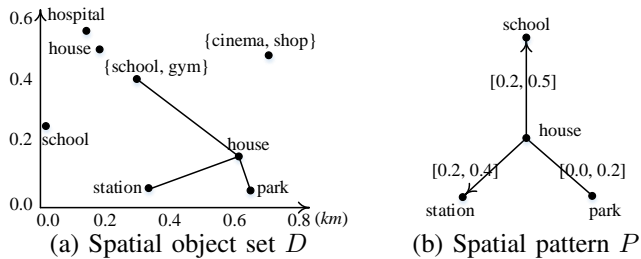 0.6
hospital
house
{cinema, shop}
{school, gym}
0.4
school
0.2
house
station
park
0.0
0.0 0.2 0.4 0.6 0.8 (km)
(a) Spatial object set D
school
[0.2, 0.5]
house
[0.2, 0.4] [0.0, 0.2]
station park
(b) Spatial pattern P